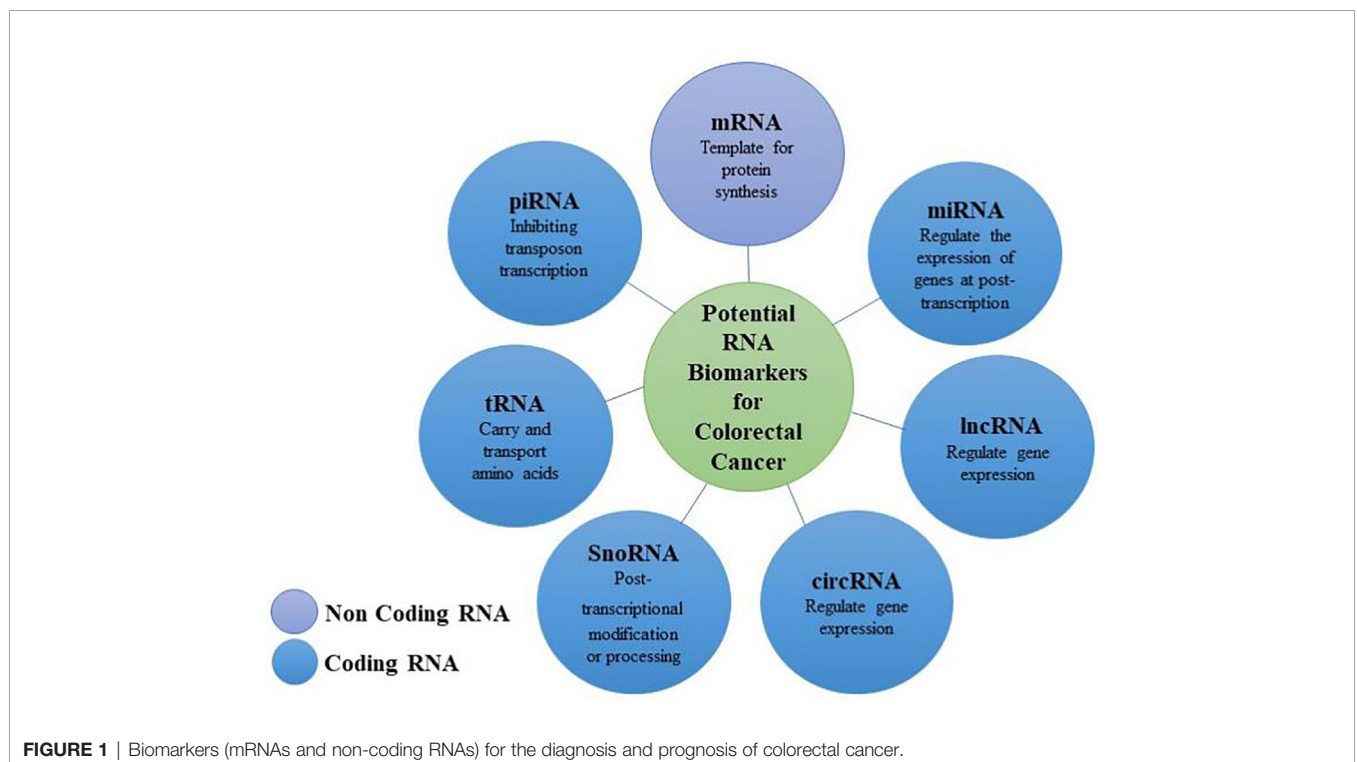 mRNA
Template for
protein
synthesis
miRNA
Regulate the
expression of
genes at post-
transcription
lncRNA
Regulate gene
expression
circRNA
Regulate gene
expression
SnoRNA
Post-
transcriptional
modification
or processing
tRNA
Carry and
transport
amino acids
piRNA
Inhibiting
transposon
transcription
Potential
RNA
Biomarkers
for
Colorectal
Cancer
Non Coding RNA
Coding RNA
FIGURE 1 | Biomarkers (mRNAs and non-coding RNAs) for the diagnosis and prognosis of colorectal cancer.